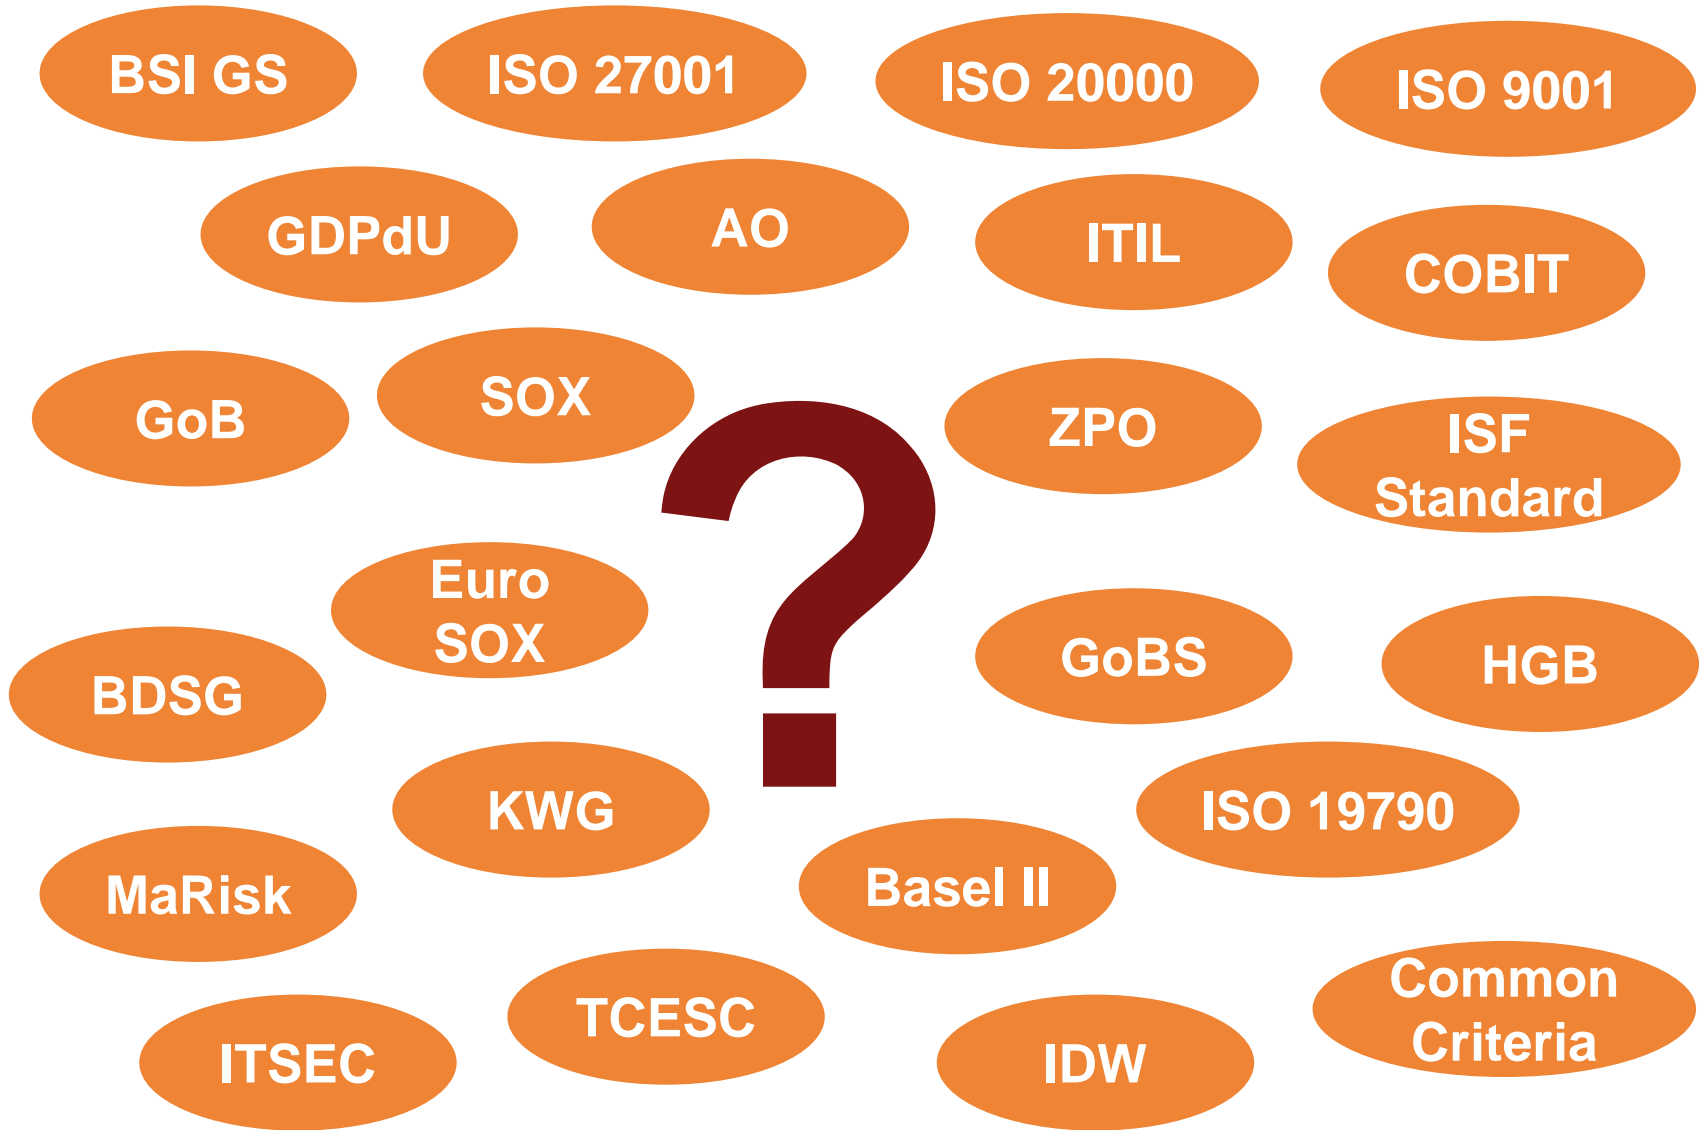 BSI GS
ISO 27001
ISO 20000
ISO 9001
GDPdU
AO
ITIL
COBIT
GoB
SOX
ZPO
ISF
Standard
?
Euro
SOX
BDSG
GoBS
HGB
KWG
ISO 19790
MaRisk
Basel II
TCESC
Common
Criteria
ITSEC
IDW